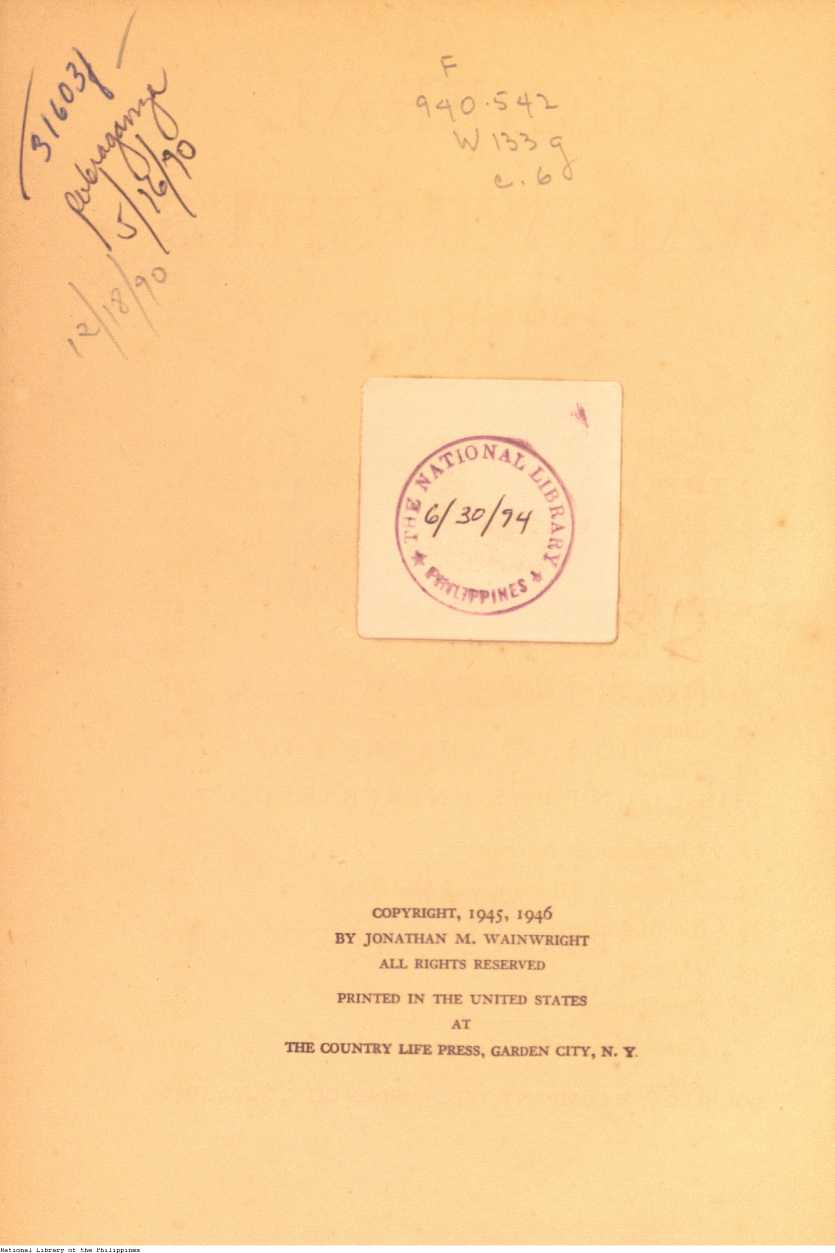 31603
5/16/90
12/18/90
F
940.542
W 133 g
c. 6
THE NATIONAL LIBRARY
6/30/94
PHILIPPINES
COPYRIGHT, 1945, 1946
BY JONATHAN M. WAINWRIGHT
ALL RIGHTS RESERVED
PRINTED IN THE UNITED STATES
AT
THE COUNTRY LIFE PRESS, GARDEN CITY, N. Y.
National Library of the Philippines